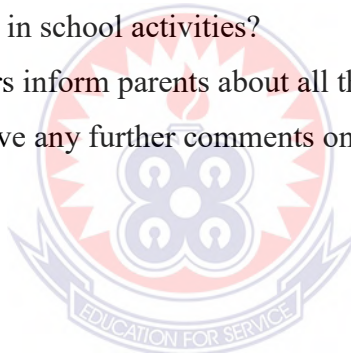 in school activities?
rs inform parents about all th
ve any further comments on
EDUCATION FOR SERVICE